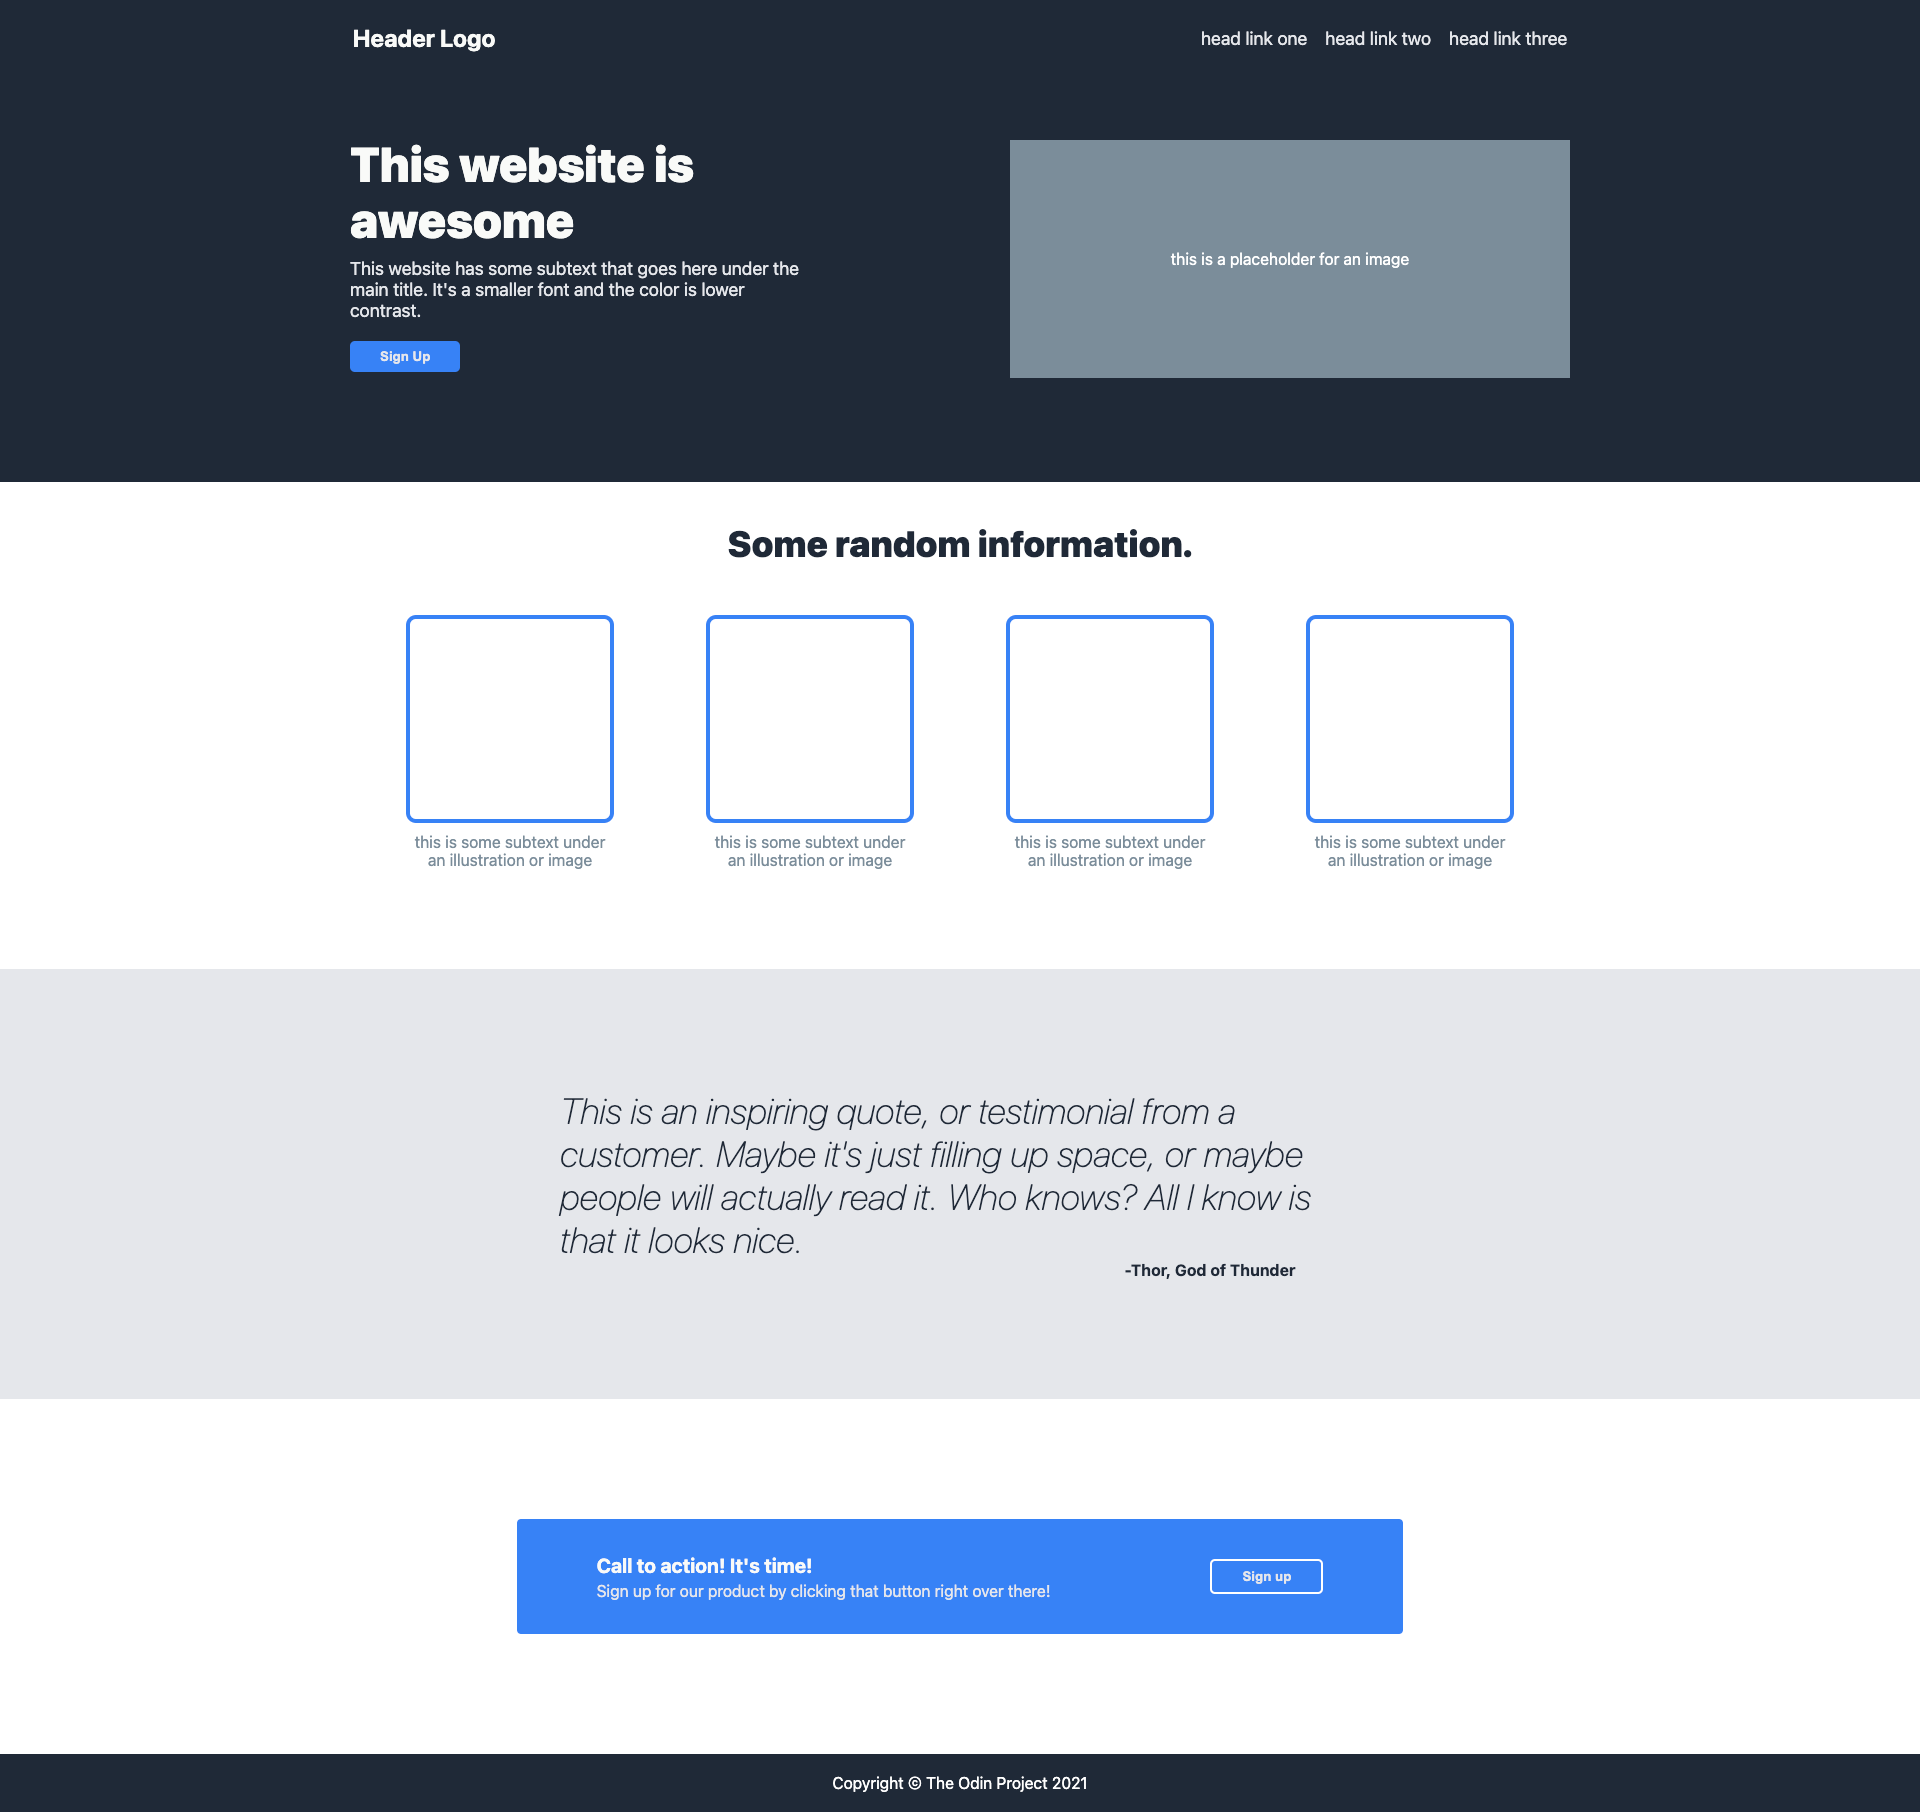 Header Logo
head link one head link two head link three
This website is
awesome
This website has some subtext that goes here under the
main title. It's a smaller font and the color is lower
contrast.
Sign Up
this is a placeholder for an image
Some random information.
this is some subtext under
an illustration or image
this is some subtext under
an illustration or image
this is some subtext under
an illustration or image
this is some subtext under
an illustration or image
This is an inspiring quote, or testimonial from a
customer. Maybe it's just filling up space, or maybe
people will actually read it. Who knows? All I know is
that it looks nice.
-Thor, God of Thunder
Call to action! It's time!
Sign up for our product by clicking that button right over there!
Sign up
Copyright © The Odin Project 2021